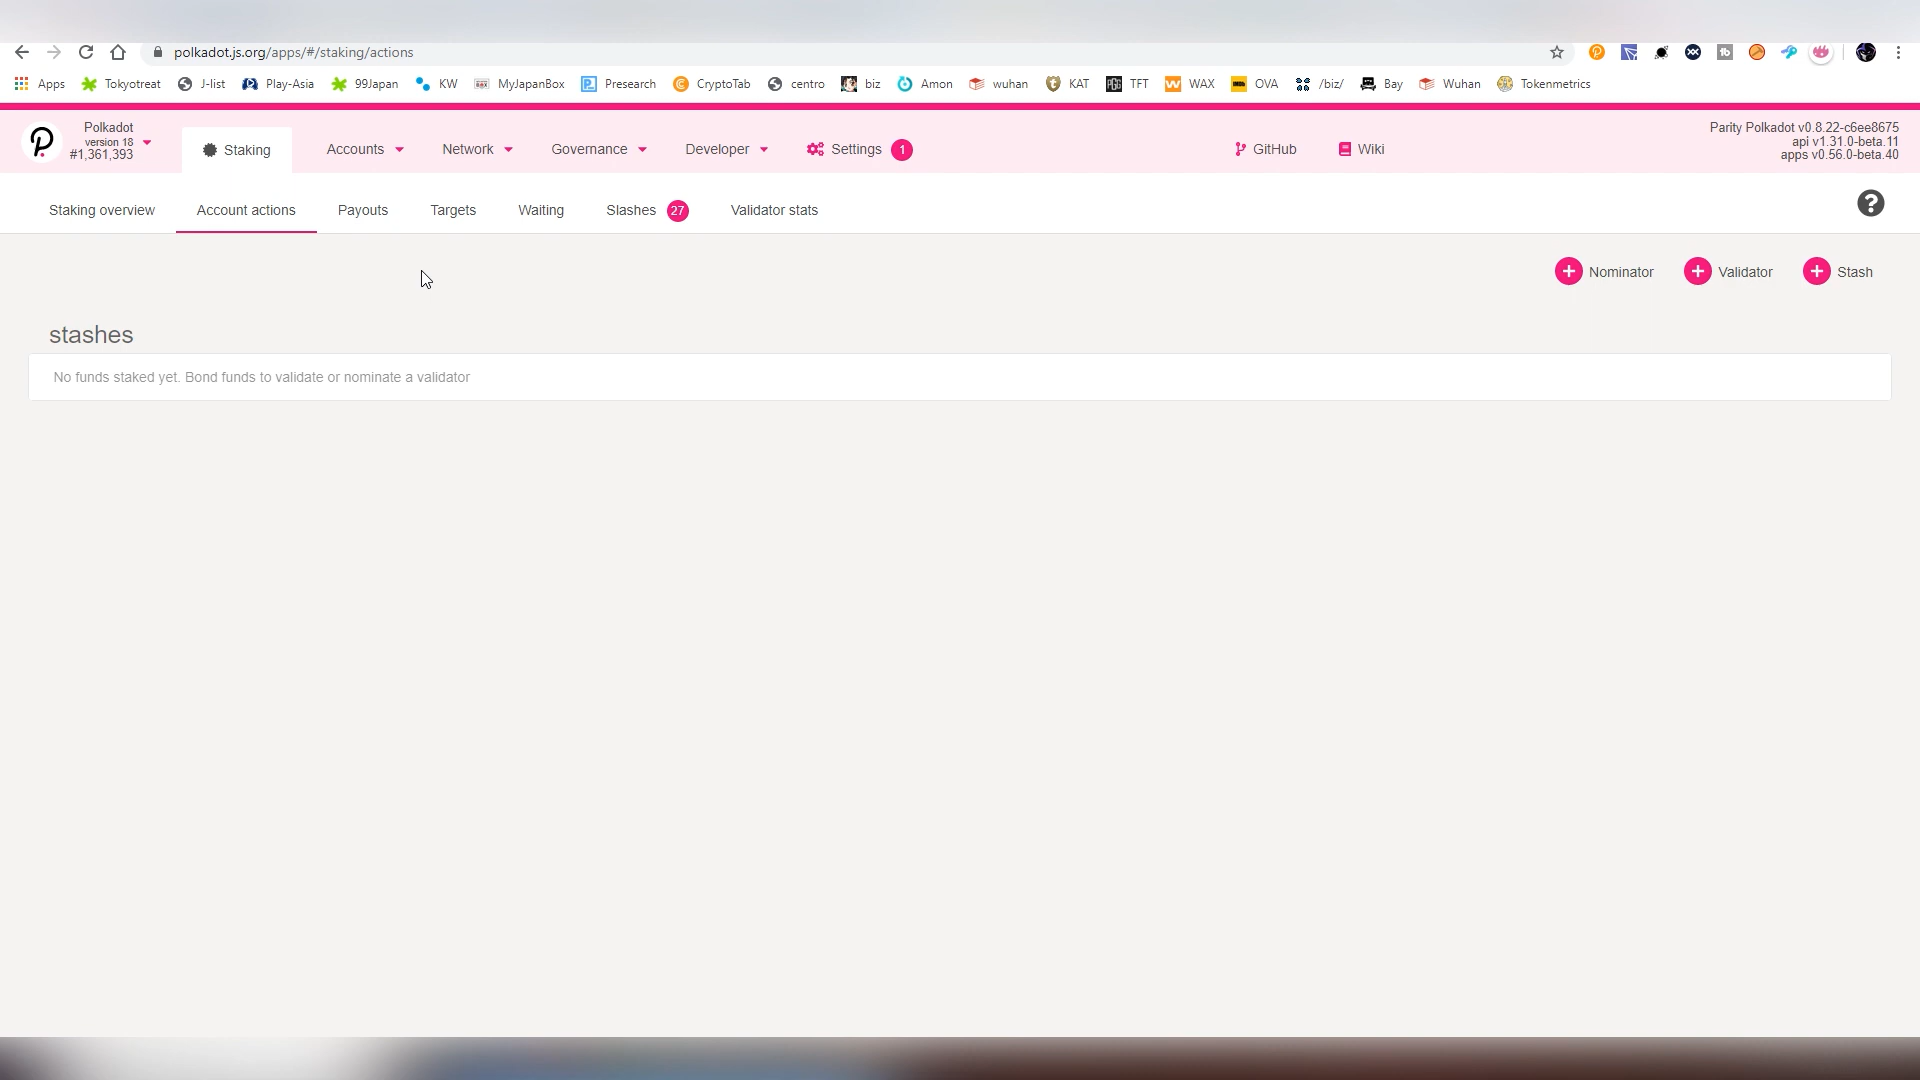 polkadot.js.org/apps/#/staking/actions
Apps Tokyotreat J-list Play-Asia 99Japan KW MyJapanBox Presearch CryptoTab centro biz Amon wuhan KAT TFT WAX OVA /biz/ Bay Wuhan Tokenmetrics
Polkadot
version 18
#1,361,393
Staking Accounts Network Governance Developer Settings 1 GitHub Wiki
Parity Polkadot v0.8.22-c6ee8675
api v1.31.0-beta.11
apps v0.56.0-beta.40
Staking overview Account actions Payouts Targets Waiting Slashes 27 Validator stats
Nominator Validator Stash
stashes
No funds staked yet. Bond funds to validate or nominate a validator